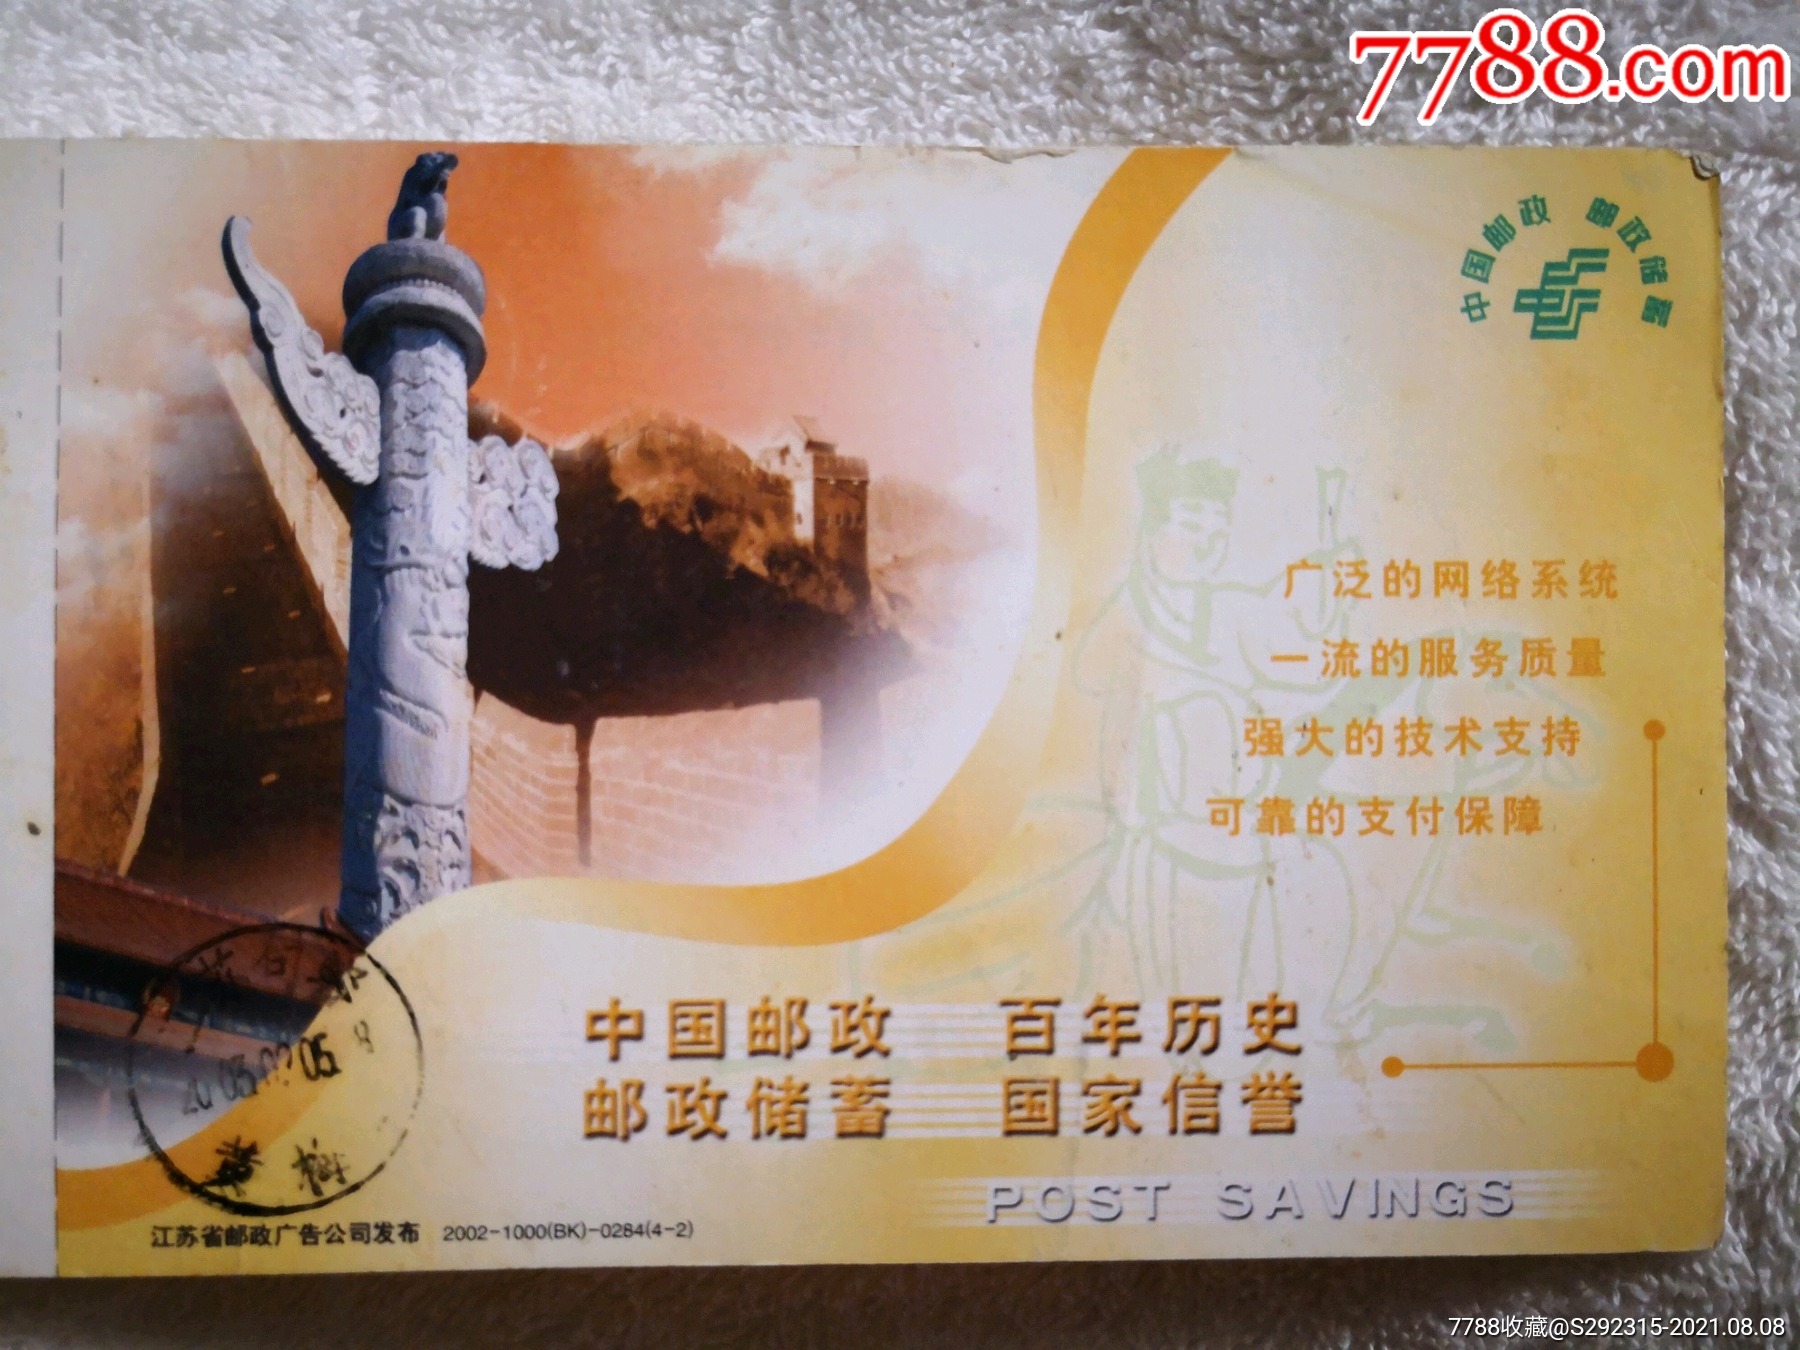 7788.com
中国邮政 邮政储蓄
广泛的网络系统
一流的服务质量
强大的技术支持
可靠的支付保障
中国邮政 百年历史
邮政储蓄 国家信誉
POST SAVINGS
江苏省邮政广告公司发布 2002-1000(BK)-0284(4-2)
7788收藏@S292315-2021.08.08